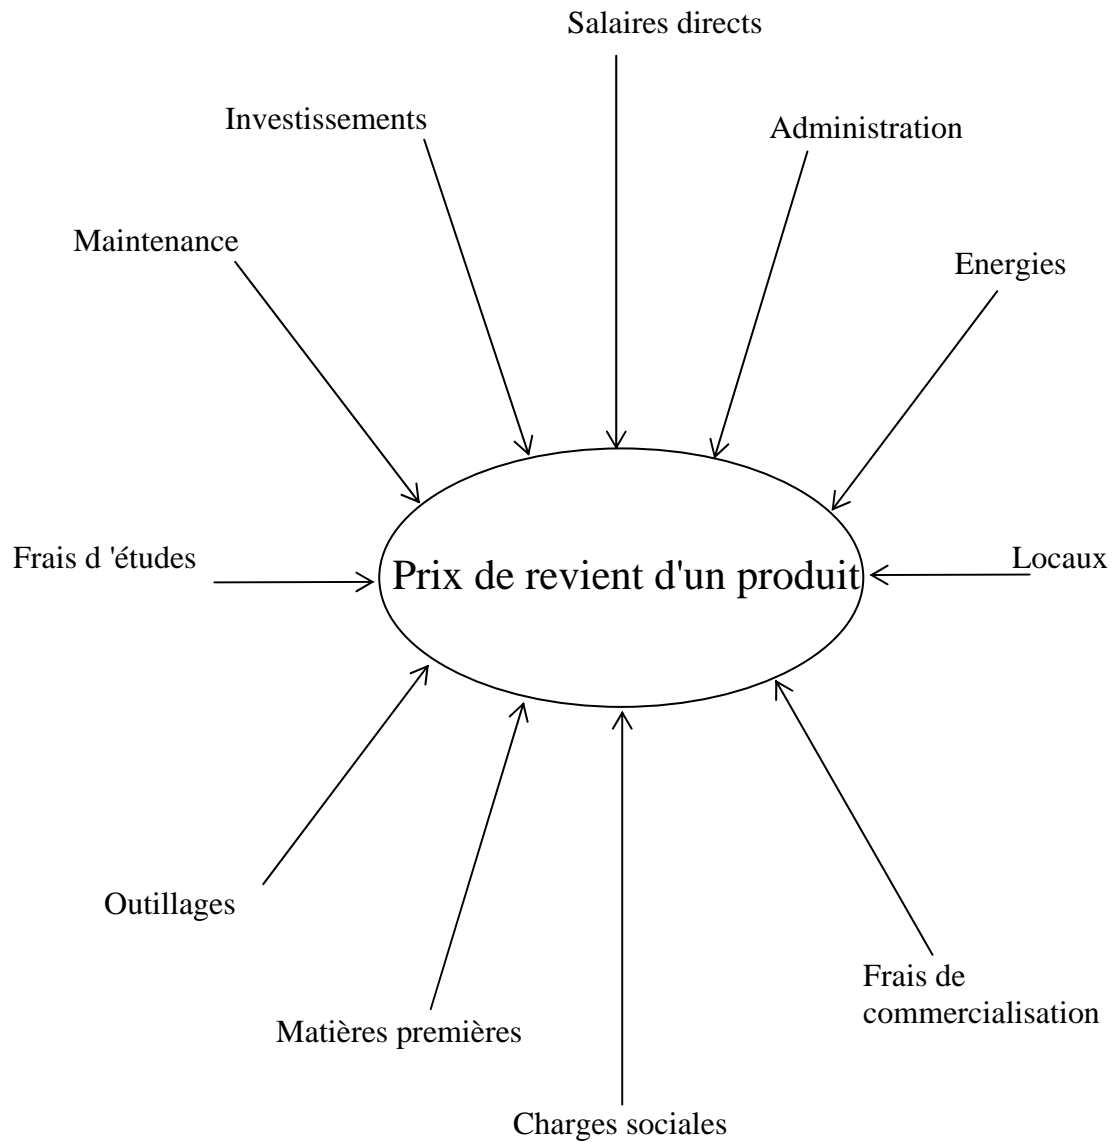 Salaires directs
Investissements
Administration
Maintenance
Energies
Frais d 'études
Locaux
Prix de revient d'un produit
Outillages
Frais de
commercialisation
Matières premières
Charges sociales